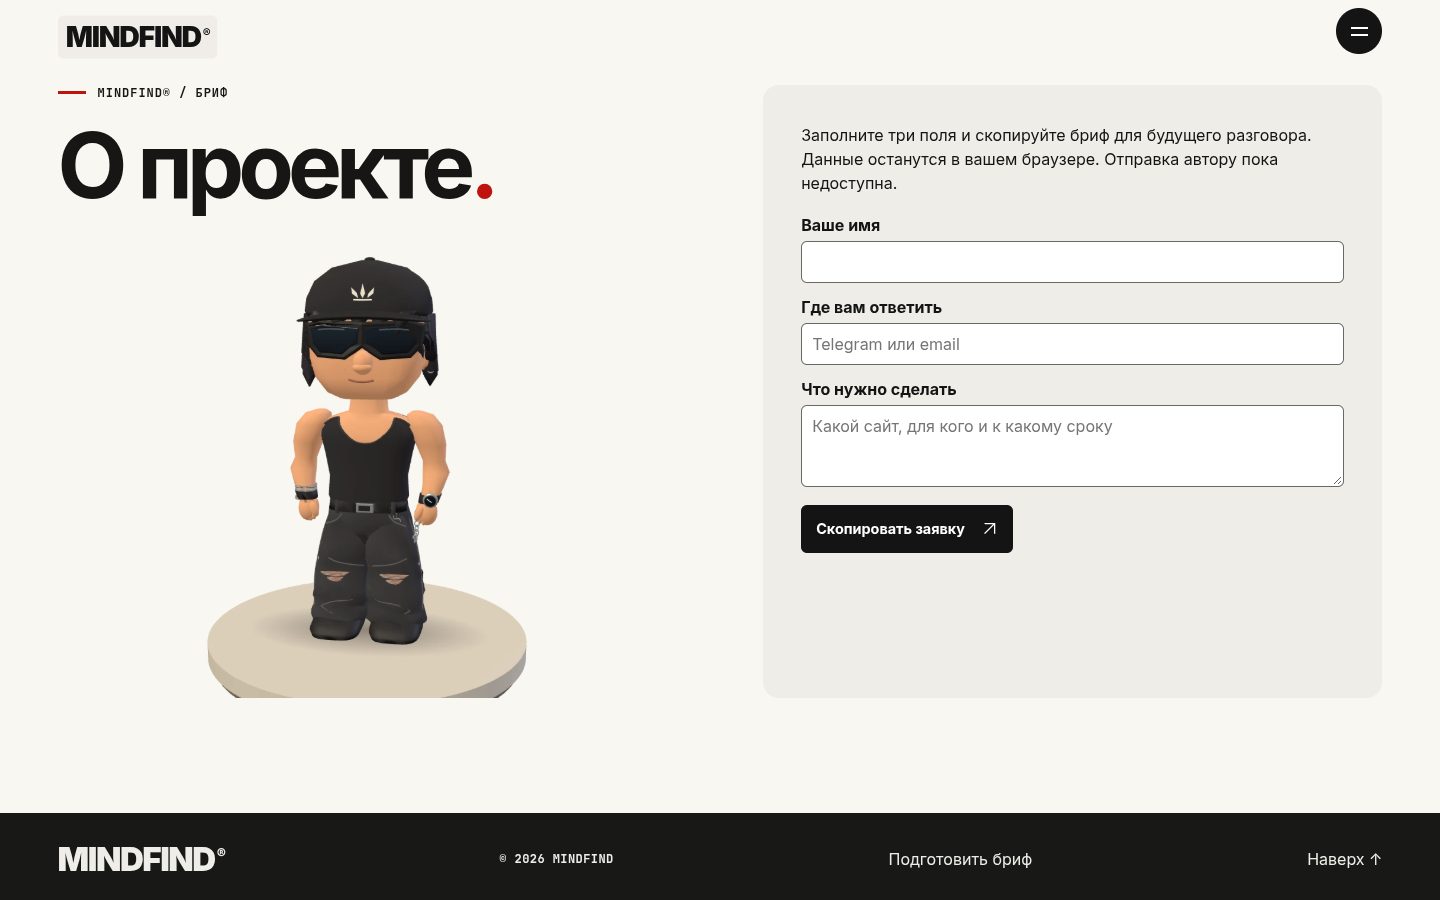 MINDFIND®
MINDFIND® / БРИФ
О проекте.
Заполните три поля и скопируйте бриф для будущего разговора.
Данные останутся в вашем браузере. Отправка автору пока
недоступна.
Ваше имя
Где вам ответить
Telegram или email
Что нужно сделать
Какой сайт, для кого и к какому сроку
Скопировать заявку
MINDFIND®
© 2026 MINDFIND
Подготовить бриф
Наверх ↑